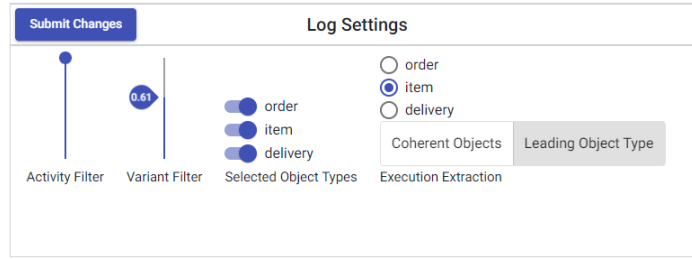 Submit Changes
Log Settings
order
item
delivery
0.61
order
item
delivery
Coherent Objects
Leading Object Type
Activity Filter
Variant Filter
Selected Object Types
Execution Extraction